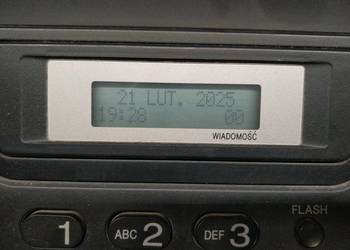 21 LUT. 2025
19:28 00
WIADOMOŚĆ
1 ABC 2 DEF 3 FLASH